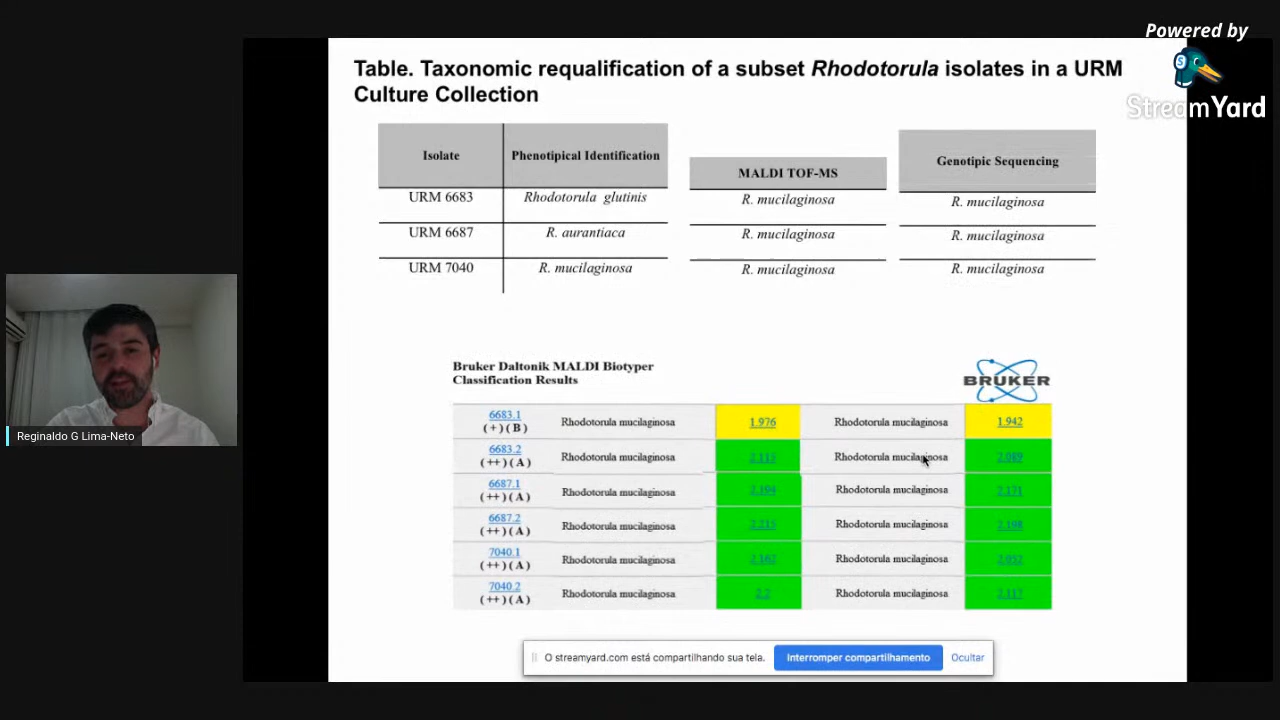 Powered by
StreamYard
Table. Taxonomic requalification of a subset Rhodotorula isolates in a URM
Culture Collection
Isolate Phenotipical Identification MALDI TOF-MS Genotipic Sequencing
URM 6683 Rhodotorula glutinis R. mucilaginosa R. mucilaginosa
URM 6687 R. aurantiaca R. mucilaginosa R. mucilaginosa
URM 7040 R. mucilaginosa R. mucilaginosa R. mucilaginosa
Bruker Daltonik MALDI Biotyper
Classification Results
BRUKER
6683.1
(+)(B) Rhodotorula mucilaginosa 1.976 Rhodotorula mucilaginosa 1.942
6683.2
(++)(A) Rhodotorula mucilaginosa Rhodotorula mucilaginosa
6687.1
(++)(A) Rhodotorula mucilaginosa Rhodotorula mucilaginosa
6687.2
(++)(A) Rhodotorula mucilaginosa Rhodotorula mucilaginosa
7040.1
(++)(A) Rhodotorula mucilaginosa Rhodotorula mucilaginosa
7040.2
(++)(A) Rhodotorula mucilaginosa 2.2 Rhodotorula mucilaginosa
Reginaldo G Lima-Neto
O streamyard.com está compartilhando sua tela. Interromper compartilhamento Ocultar